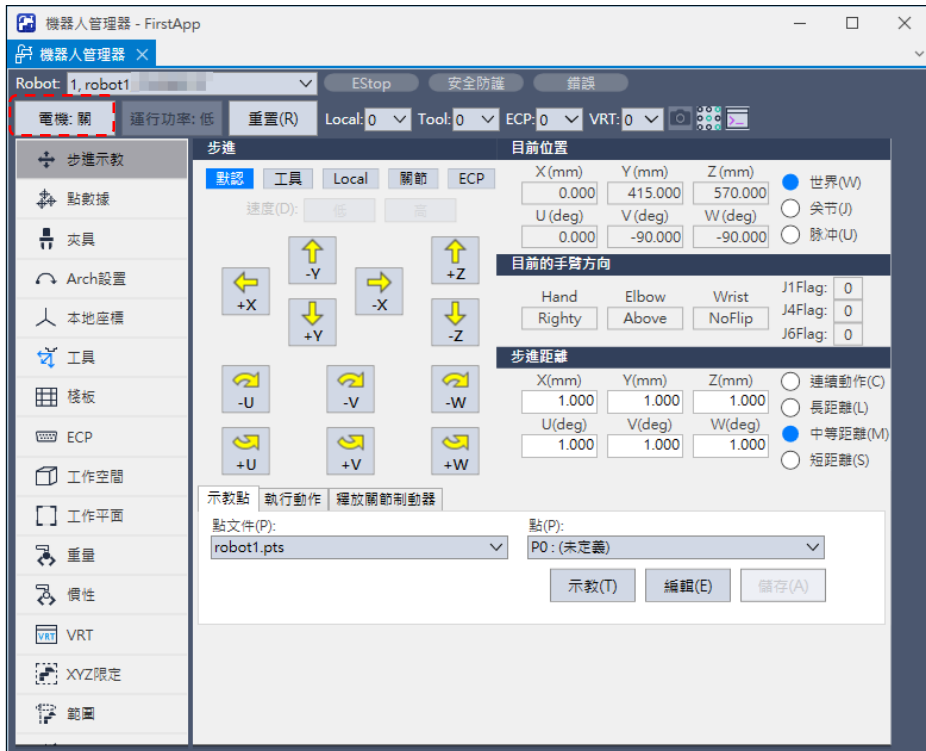 機器人管理器 - FirstApp
機器人管理器
Robot: 1, robot1 EStop 安全防護 錯誤
電機: 關 運行功率: 低 重置(R) Local: 0 Tool: 0 ECP: 0 VRT: 0
步進示教
點數據
夾具
Arch設置
本地座標
工具
棧板
ECP
工作空間
工作平面
重量
慣性
VRT
XYZ限定
範圍
步進
默認 工具 Local 關節 ECP
速度(D): 低 高
-Y +Z
+X -X
+Y -Z
-U -V -W
+U +V +W
目前位置
X(mm) Y(mm) Z(mm)
0.000 415.000 570.000
U(deg) V(deg) W(deg)
0.000 -90.000 -90.000
世界(W)
关节(J)
脉冲(U)
目前的手臂方向
Hand Elbow Wrist
Righty Above NoFlip
J1Flag: 0
J4Flag: 0
J6Flag: 0
步進距離
X(mm) Y(mm) Z(mm)
1.000 1.000 1.000
U(deg) V(deg) W(deg)
1.000 1.000 1.000
連續動作(C)
長距離(L)
中等距離(M)
短距離(S)
示教點 執行動作 釋放關節制動器
點文件(P): 點(P):
robot1.pts P0 : (未定義)
示教(T) 編輯(E) 儲存(A)